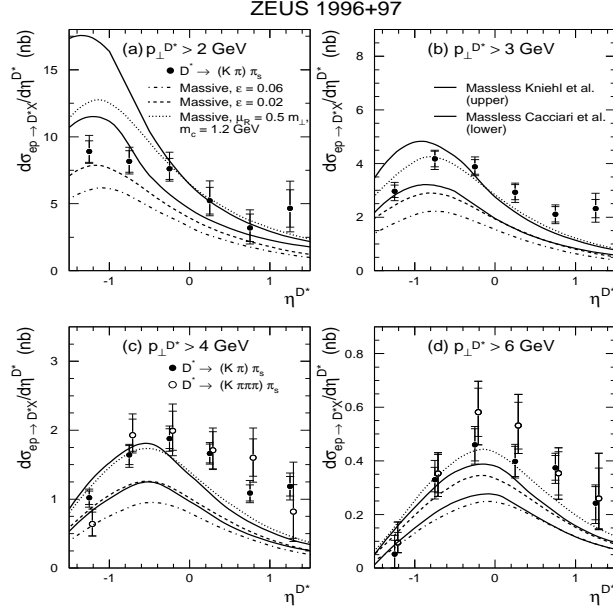 ZEUS 1996+97
dσep → D*X/dηD* (nb)
(a) p⊥D* > 2 GeV
D* → (K π) πs
Massive, ε = 0.06
Massive, ε = 0.02
Massive, μR = 0.5 m⊥,
mc = 1.2 GeV
0
5
10
15
-1
0
1
ηD*
dσep → D*X/dηD* (nb)
(b) p⊥D* > 3 GeV
Massless Kniehl et al.
(upper)
Massless Cacciari et al.
(lower)
0
2
4
6
8
-1
0
1
ηD*
dσep → D*X/dηD* (nb)
(c) p⊥D* > 4 GeV
D* → (K π) πs
D* → (K πππ) πs
0
1
2
3
-1
0
1
ηD*
dσep → D*X/dηD* (nb)
(d) p⊥D* > 6 GeV
0
0.2
0.4
0.6
0.8
-1
0
1
ηD*